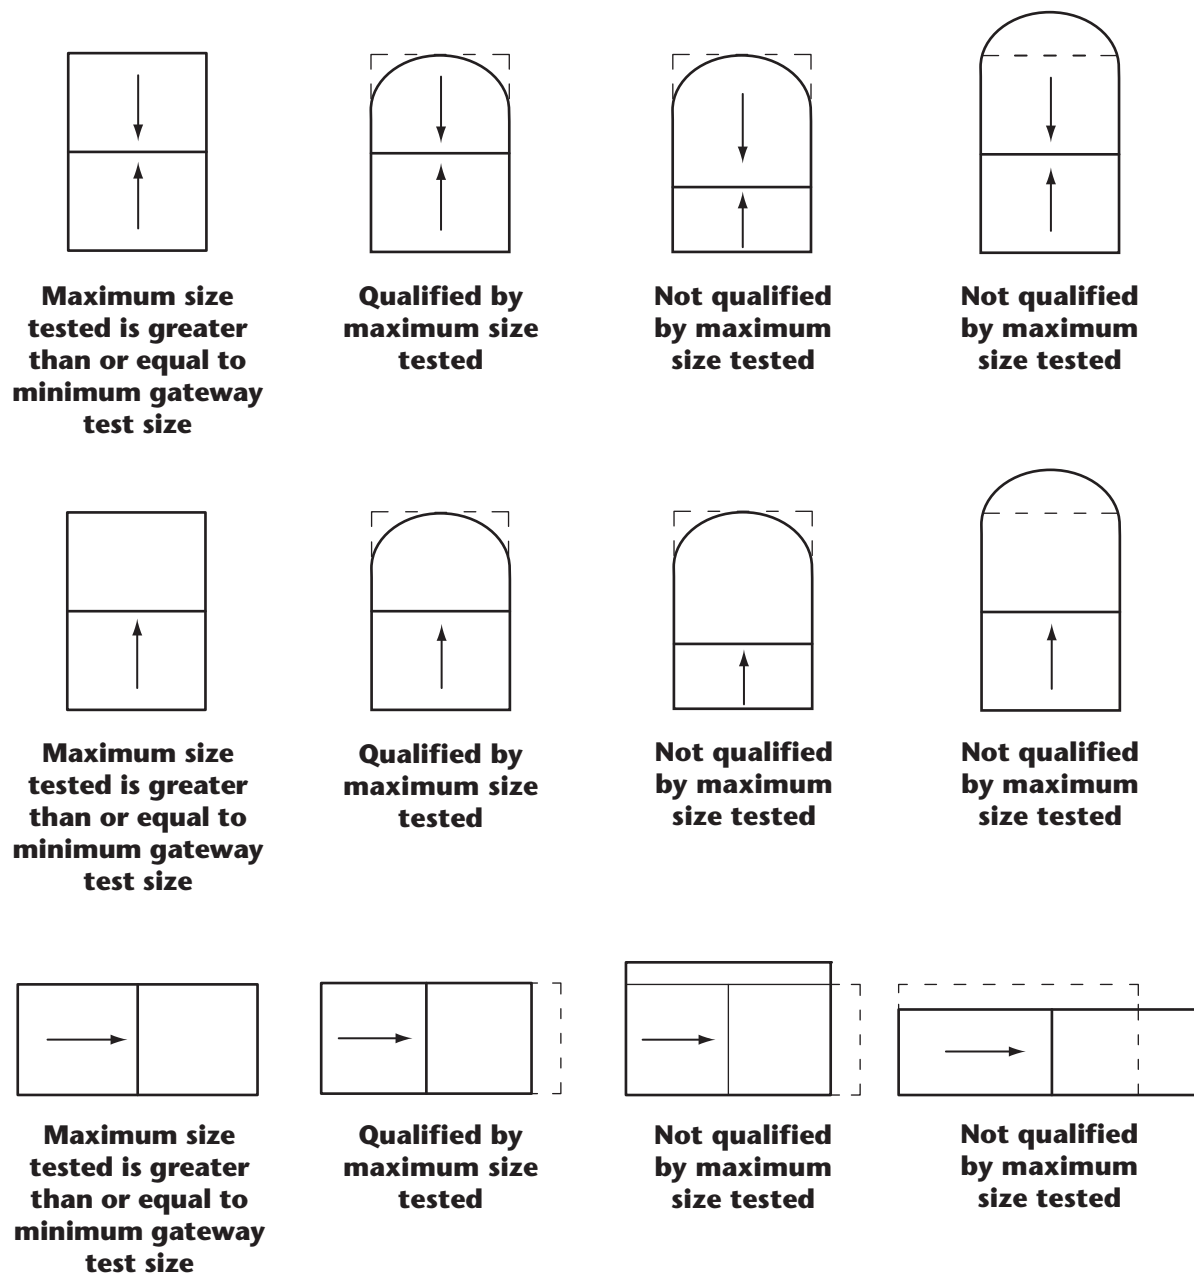 Maximum size
tested is greater
than or equal to
minimum gateway
test size
Qualified by
maximum size
tested
Not qualified
by maximum
size tested
Not qualified
by maximum
size tested
Maximum size
tested is greater
than or equal to
minimum gateway
test size
Qualified by
maximum size
tested
Not qualified
by maximum
size tested
Not qualified
by maximum
size tested
Maximum size
tested is greater
than or equal to
minimum gateway
test size
Qualified by
maximum size
tested
Not qualified
by maximum
size tested
Not qualified
by maximum
size tested